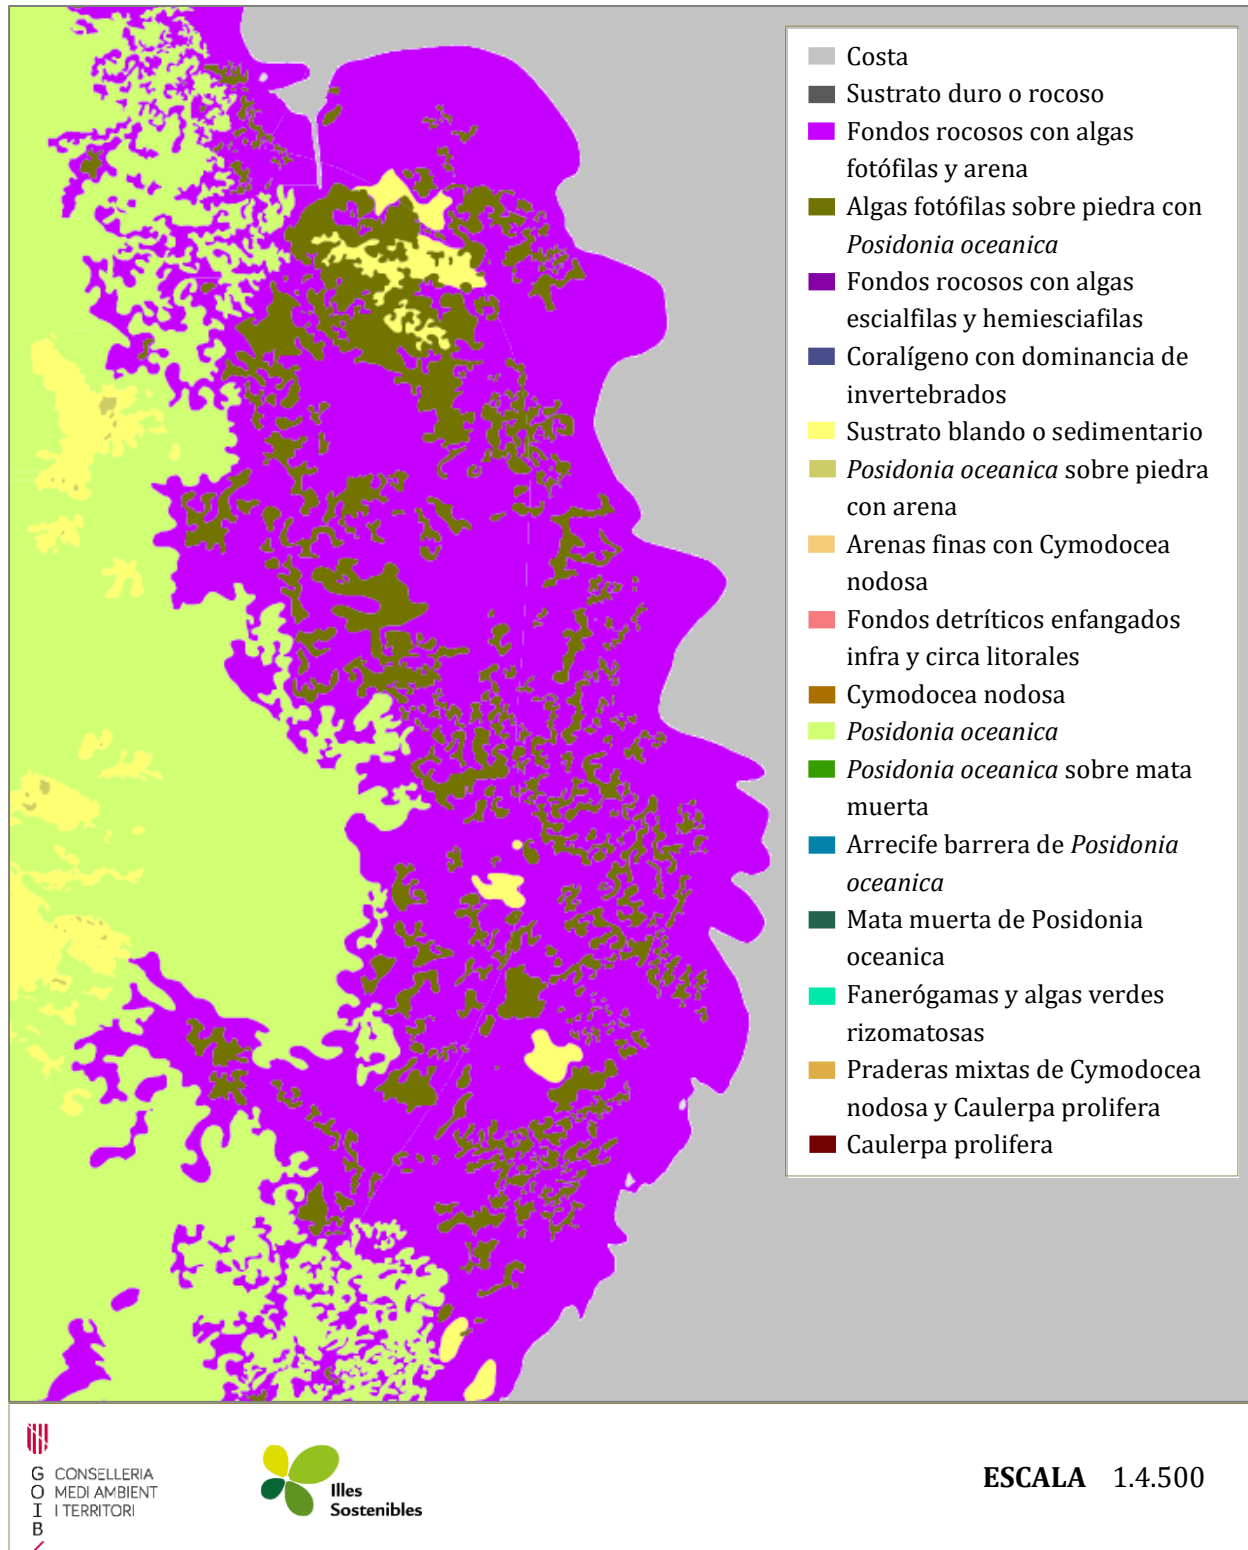 Costa
Sustrato duro o rocoso
Fondos rocosos con algas
fotófilas y arena
Algas fotófilas sobre piedra con
Posidonia oceanica
Fondos rocosos con algas
escialfilas y hemiesciafilas
Coralígeno con dominancia de
invertebrados
Sustrato blando o sedimentario
Posidonia oceanica sobre piedra
con arena
Arenas finas con Cymodocea
nodosa
Fondos detríticos enfangados
infra y circa litorales
Cymodocea nodosa
Posidonia oceanica
Posidonia oceanica sobre mata
muerta
Arrecife barrera de Posidonia
oceanica
Mata muerta de Posidonia
oceanica
Fanerógamas y algas verdes
rizomatosas
Praderas mixtas de Cymodocea
nodosa y Caulerpa prolifera
Caulerpa prolifera
G CONSELLERIA
O MEDI AMBIENT
I I TERRITORI
B
Illes
Sostenibles
ESCALA 1.4.500